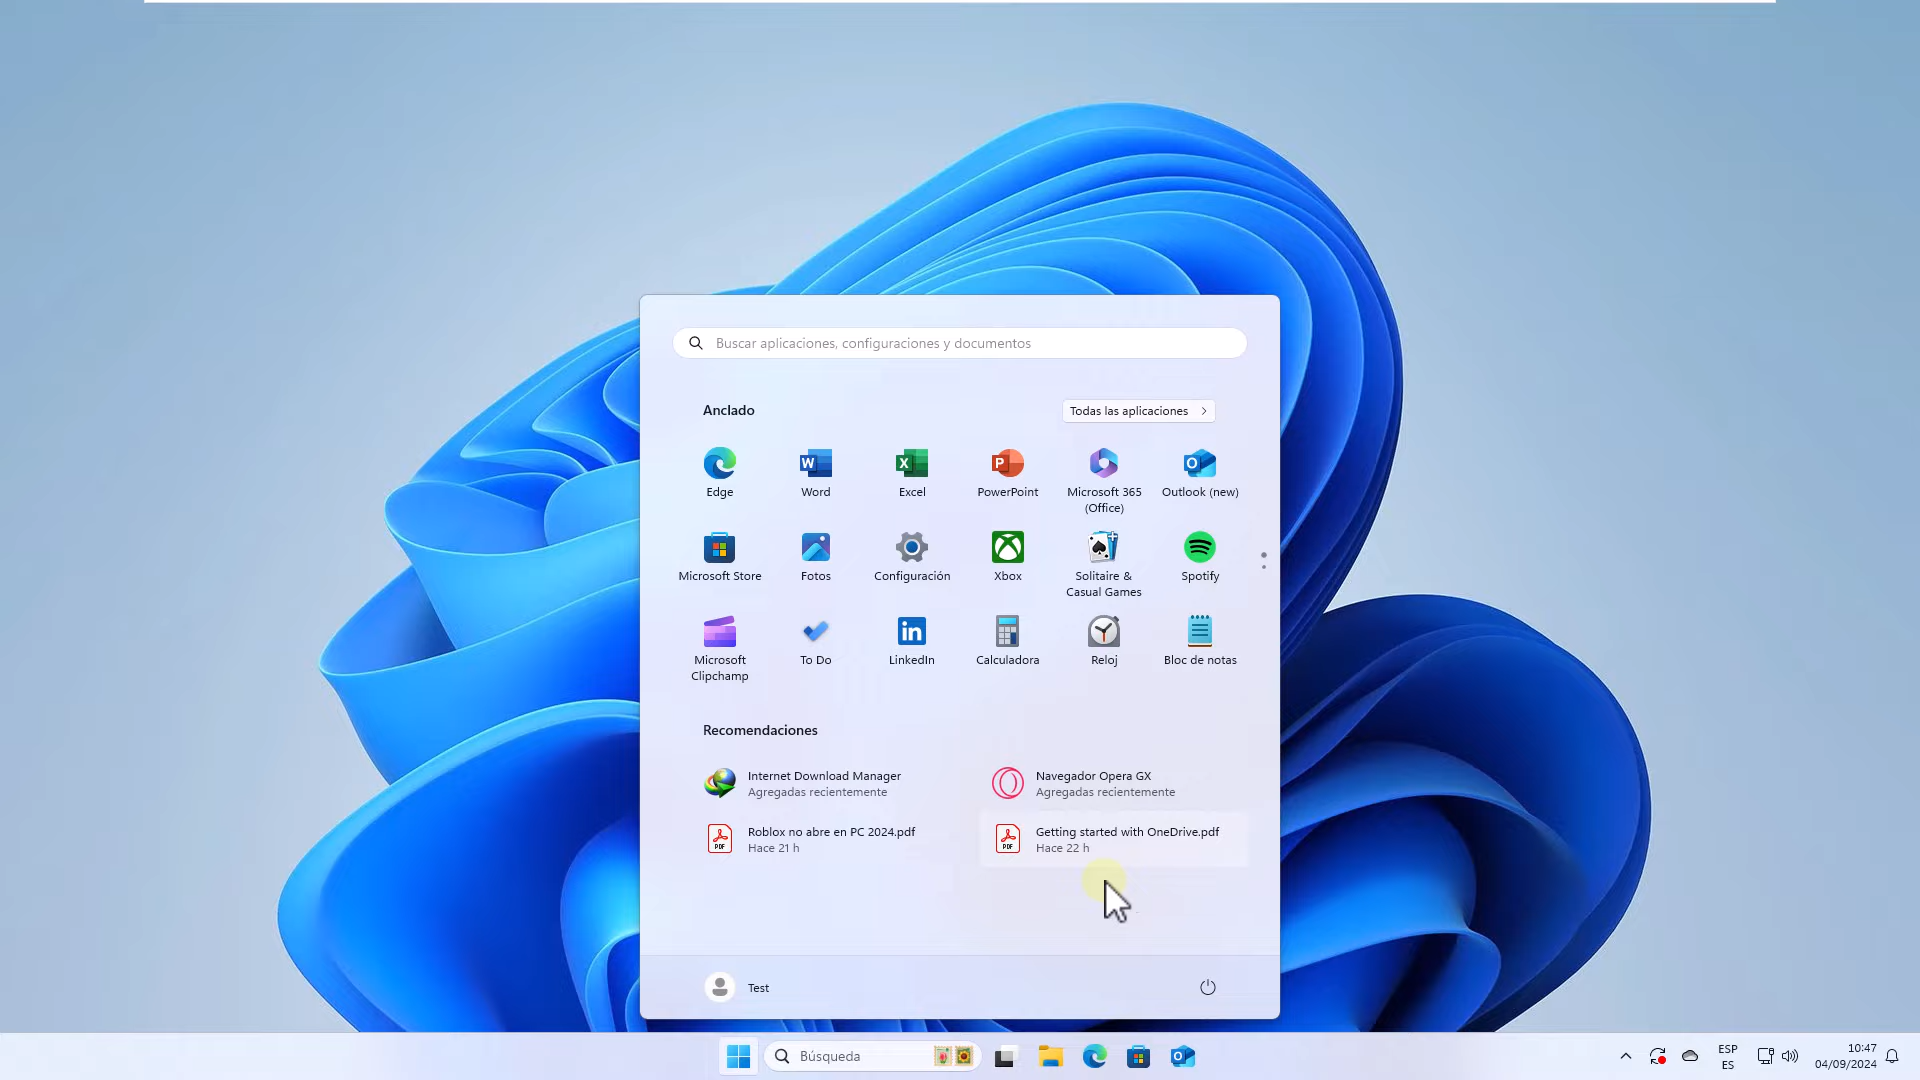 Buscar aplicaciones, configuraciones y documentos
Anclado
Todas las aplicaciones
Edge
Word
Excel
PowerPoint
Microsoft 365
(Office)
Outlook (new)
Microsoft Store
Fotos
Configuración
Xbox
Solitaire &
Casual Games
Spotify
Microsoft
Clipchamp
To Do
LinkedIn
Calculadora
Reloj
Bloc de notas
Recomendaciones
Internet Download Manager
Agregadas recientemente
Navegador Opera GX
Agregadas recientemente
Roblox no abre en PC 2024.pdf
Hace 21 h
Getting started with OneDrive.pdf
Hace 22 h
Test
Búsqueda
ESP
ES
10:47
04/09/2024